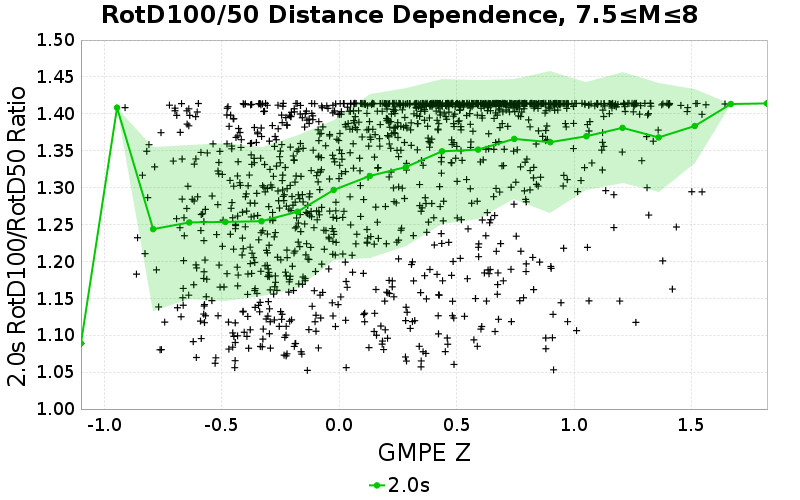 RotD100/50 Distance Dependence, 7.5≤M≤8
2.0s RotD100/RotD50 Ratio
1.50
1.45
1.40
1.35
1.30
1.25
1.20
1.15
1.10
1.05
1.00
-1.0 -0.5 0.0 0.5 1.0 1.5
GMPE Z
2.0s